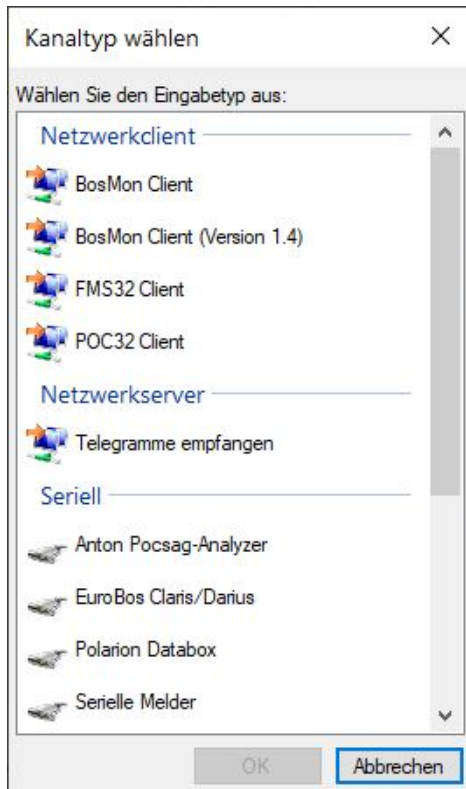 Kanaltyp wählen
Wählen Sie den Eingabetyp aus:
Netzwerkclient
BosMon Client
BosMon Client (Version 1.4)
FMS32 Client
POC32 Client
Netzwerkserver
Telegramme empfangen
Seriell
Anton Pocsag-Analyzer
EuroBos Claris/Darius
Polarion Databox
Serielle Melder
OK Abbrechen